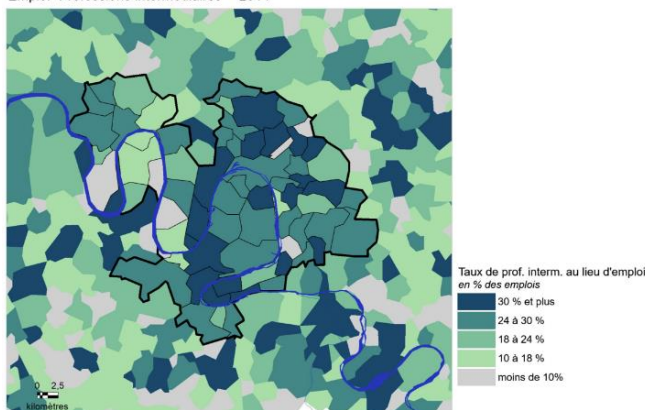 Taux de prof. interm. au lieu d'emploi
en % des emplois
30 % et plus
24 à 30 %
18 à 24 %
10 à 18 %
moins de 10%
0 2,5
kilomètres